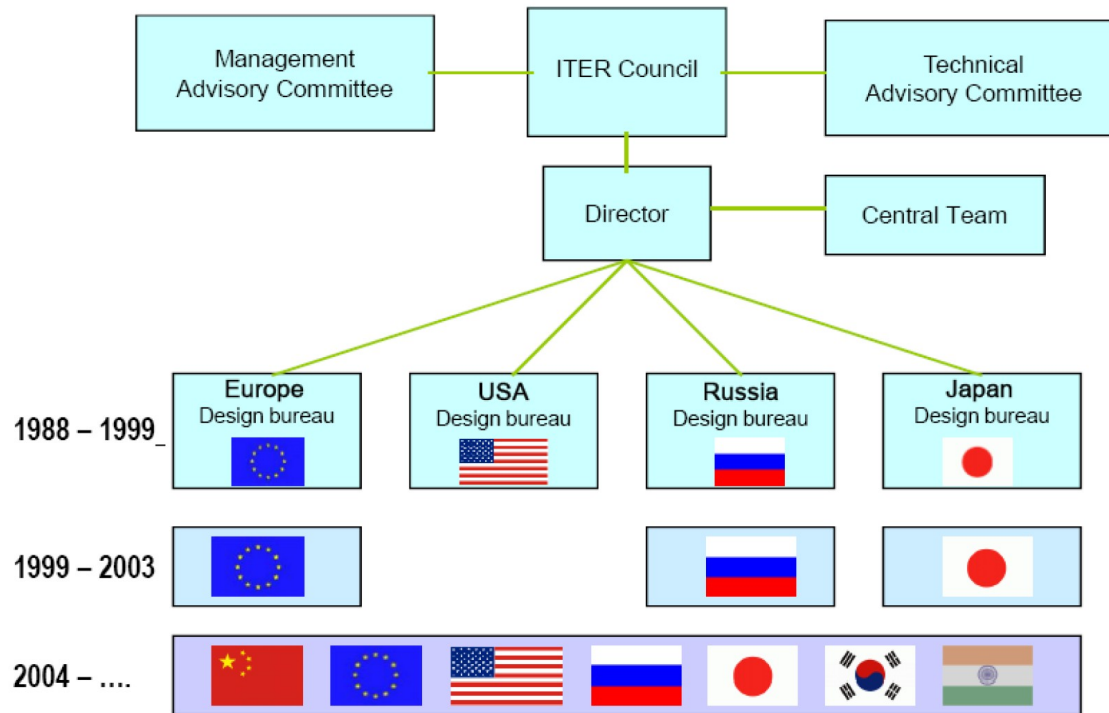 Management
Advisory Committee
ITER Council
Technical
Advisory Committee
Director
Central Team
1988 – 1999_
Europe
Design bureau
USA
Design bureau
Russia
Design bureau
Japan
Design bureau
1999 – 2003
2004 – ....